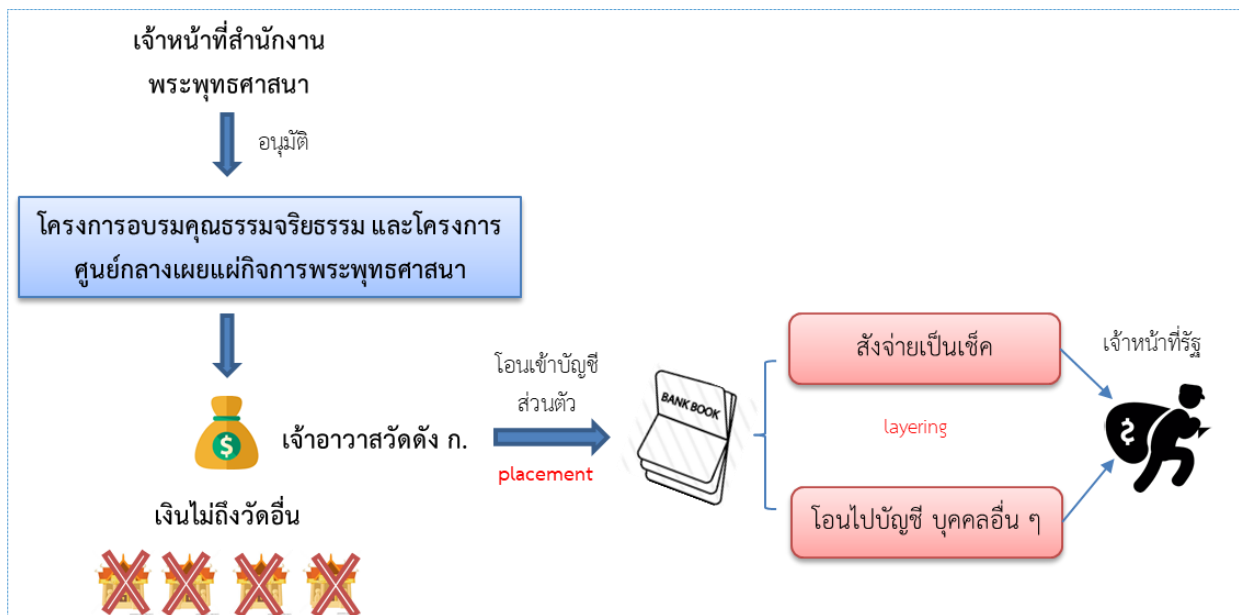 เจ้าหน้าที่สำนักงาน
พระพุทธศาสนา
อนุมัติ
โครงการอบรมคุณธรรมจริยธรรม และโครงการ
ศูนย์กลางเผยแผ่กิจการพระพุทธศาสนา
เจ้าอาวาสวัดดัง ก.
เงินไม่ถึงวัดอื่น
โอนเข้าบัญชี
ส่วนตัว
placement
BANK BOOK
สั่งจ่ายเป็นเช็ค
layering
โอนไปบัญชี บุคคลอื่น ๆ
เจ้าหน้าที่รัฐ